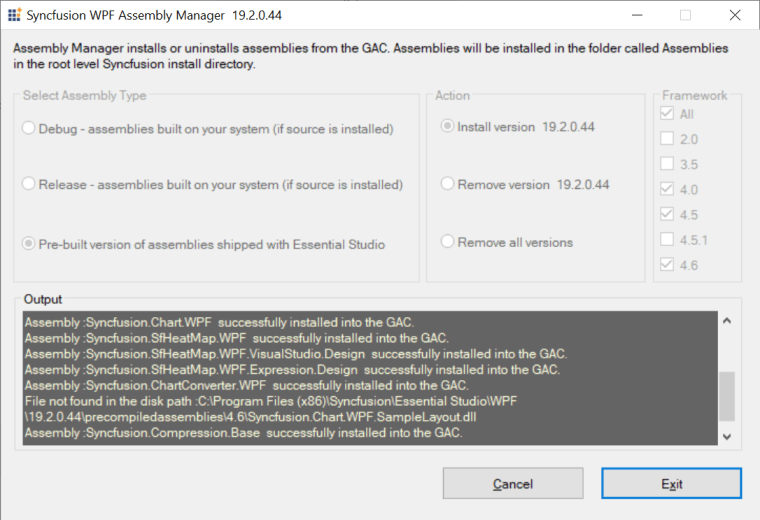 Syncfusion WPF Assembly Manager 19.2.0.44
Assembly Manager installs or uninstalls assemblies from the GAC. Assemblies will be installed in the folder called Assemblies
in the root level Syncfusion install directory.
Select Assembly Type
Debug - assemblies built on your system (if source is installed)
Release - assemblies built on your system (if source is installed)
Pre-built version of assemblies shipped with Essential Studio
Action
Install version 19.2.0.44
Remove version 19.2.0.44
Remove all versions
Framework
All
2.0
3.5
4.0
4.5
4.5.1
4.6
Output
Assembly :Syncfusion.Chart.WPF successfully installed into the GAC.
Assembly :Syncfusion.SfHeatMap.WPF successfully installed into the GAC.
Assembly :Syncfusion.SfHeatMap.WPF.VisualStudio.Design successfully installed into the GAC.
Assembly :Syncfusion.SfHeatMap.WPF.Expression.Design successfully installed into the GAC.
Assembly :Syncfusion.ChartConverter.WPF successfully installed into the GAC.
File not found in the disk path :C:\Program Files (x86)\Syncfusion\Essential Studio\WPF
\19.2.0.44\precompiledassemblies\4.6\Syncfusion.Chart.WPF.SampleLayout.dll
Assembly :Syncfusion.Compression.Base successfully installed into the GAC.
Cancel
Exit